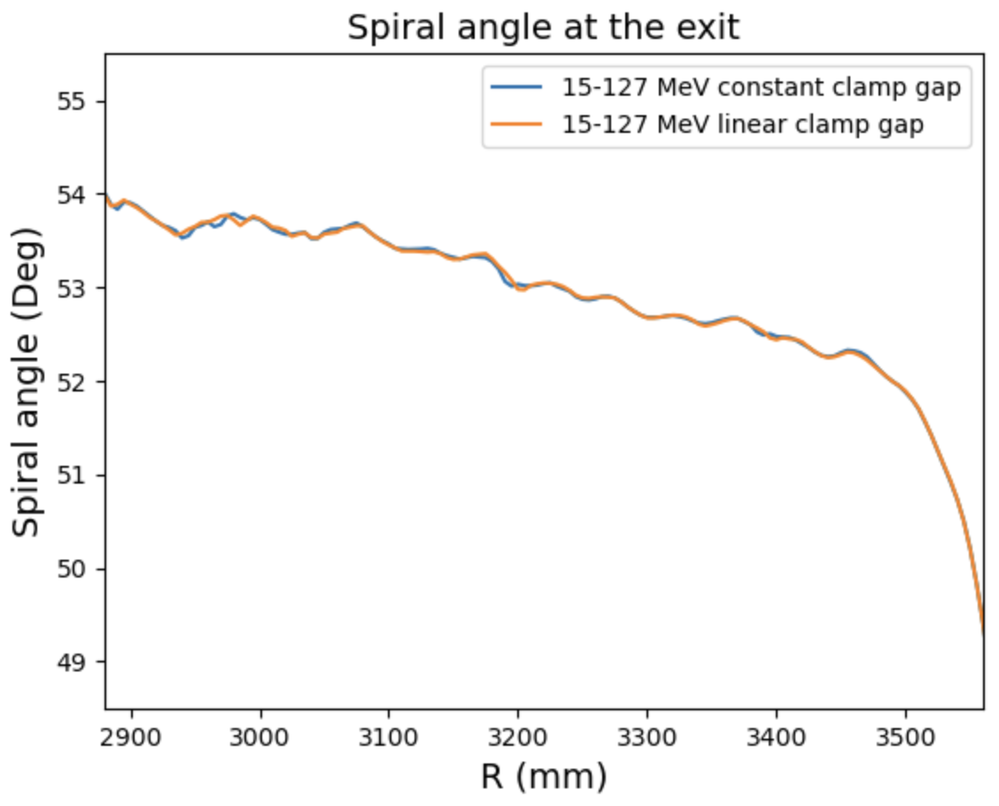 Spiral angle at the exit
15-127 MeV constant clamp gap
15-127 MeV linear clamp gap
Spiral angle (Deg)
55
54
53
52
51
50
49
2900 3000 3100 3200 3300 3400 3500
R (mm)